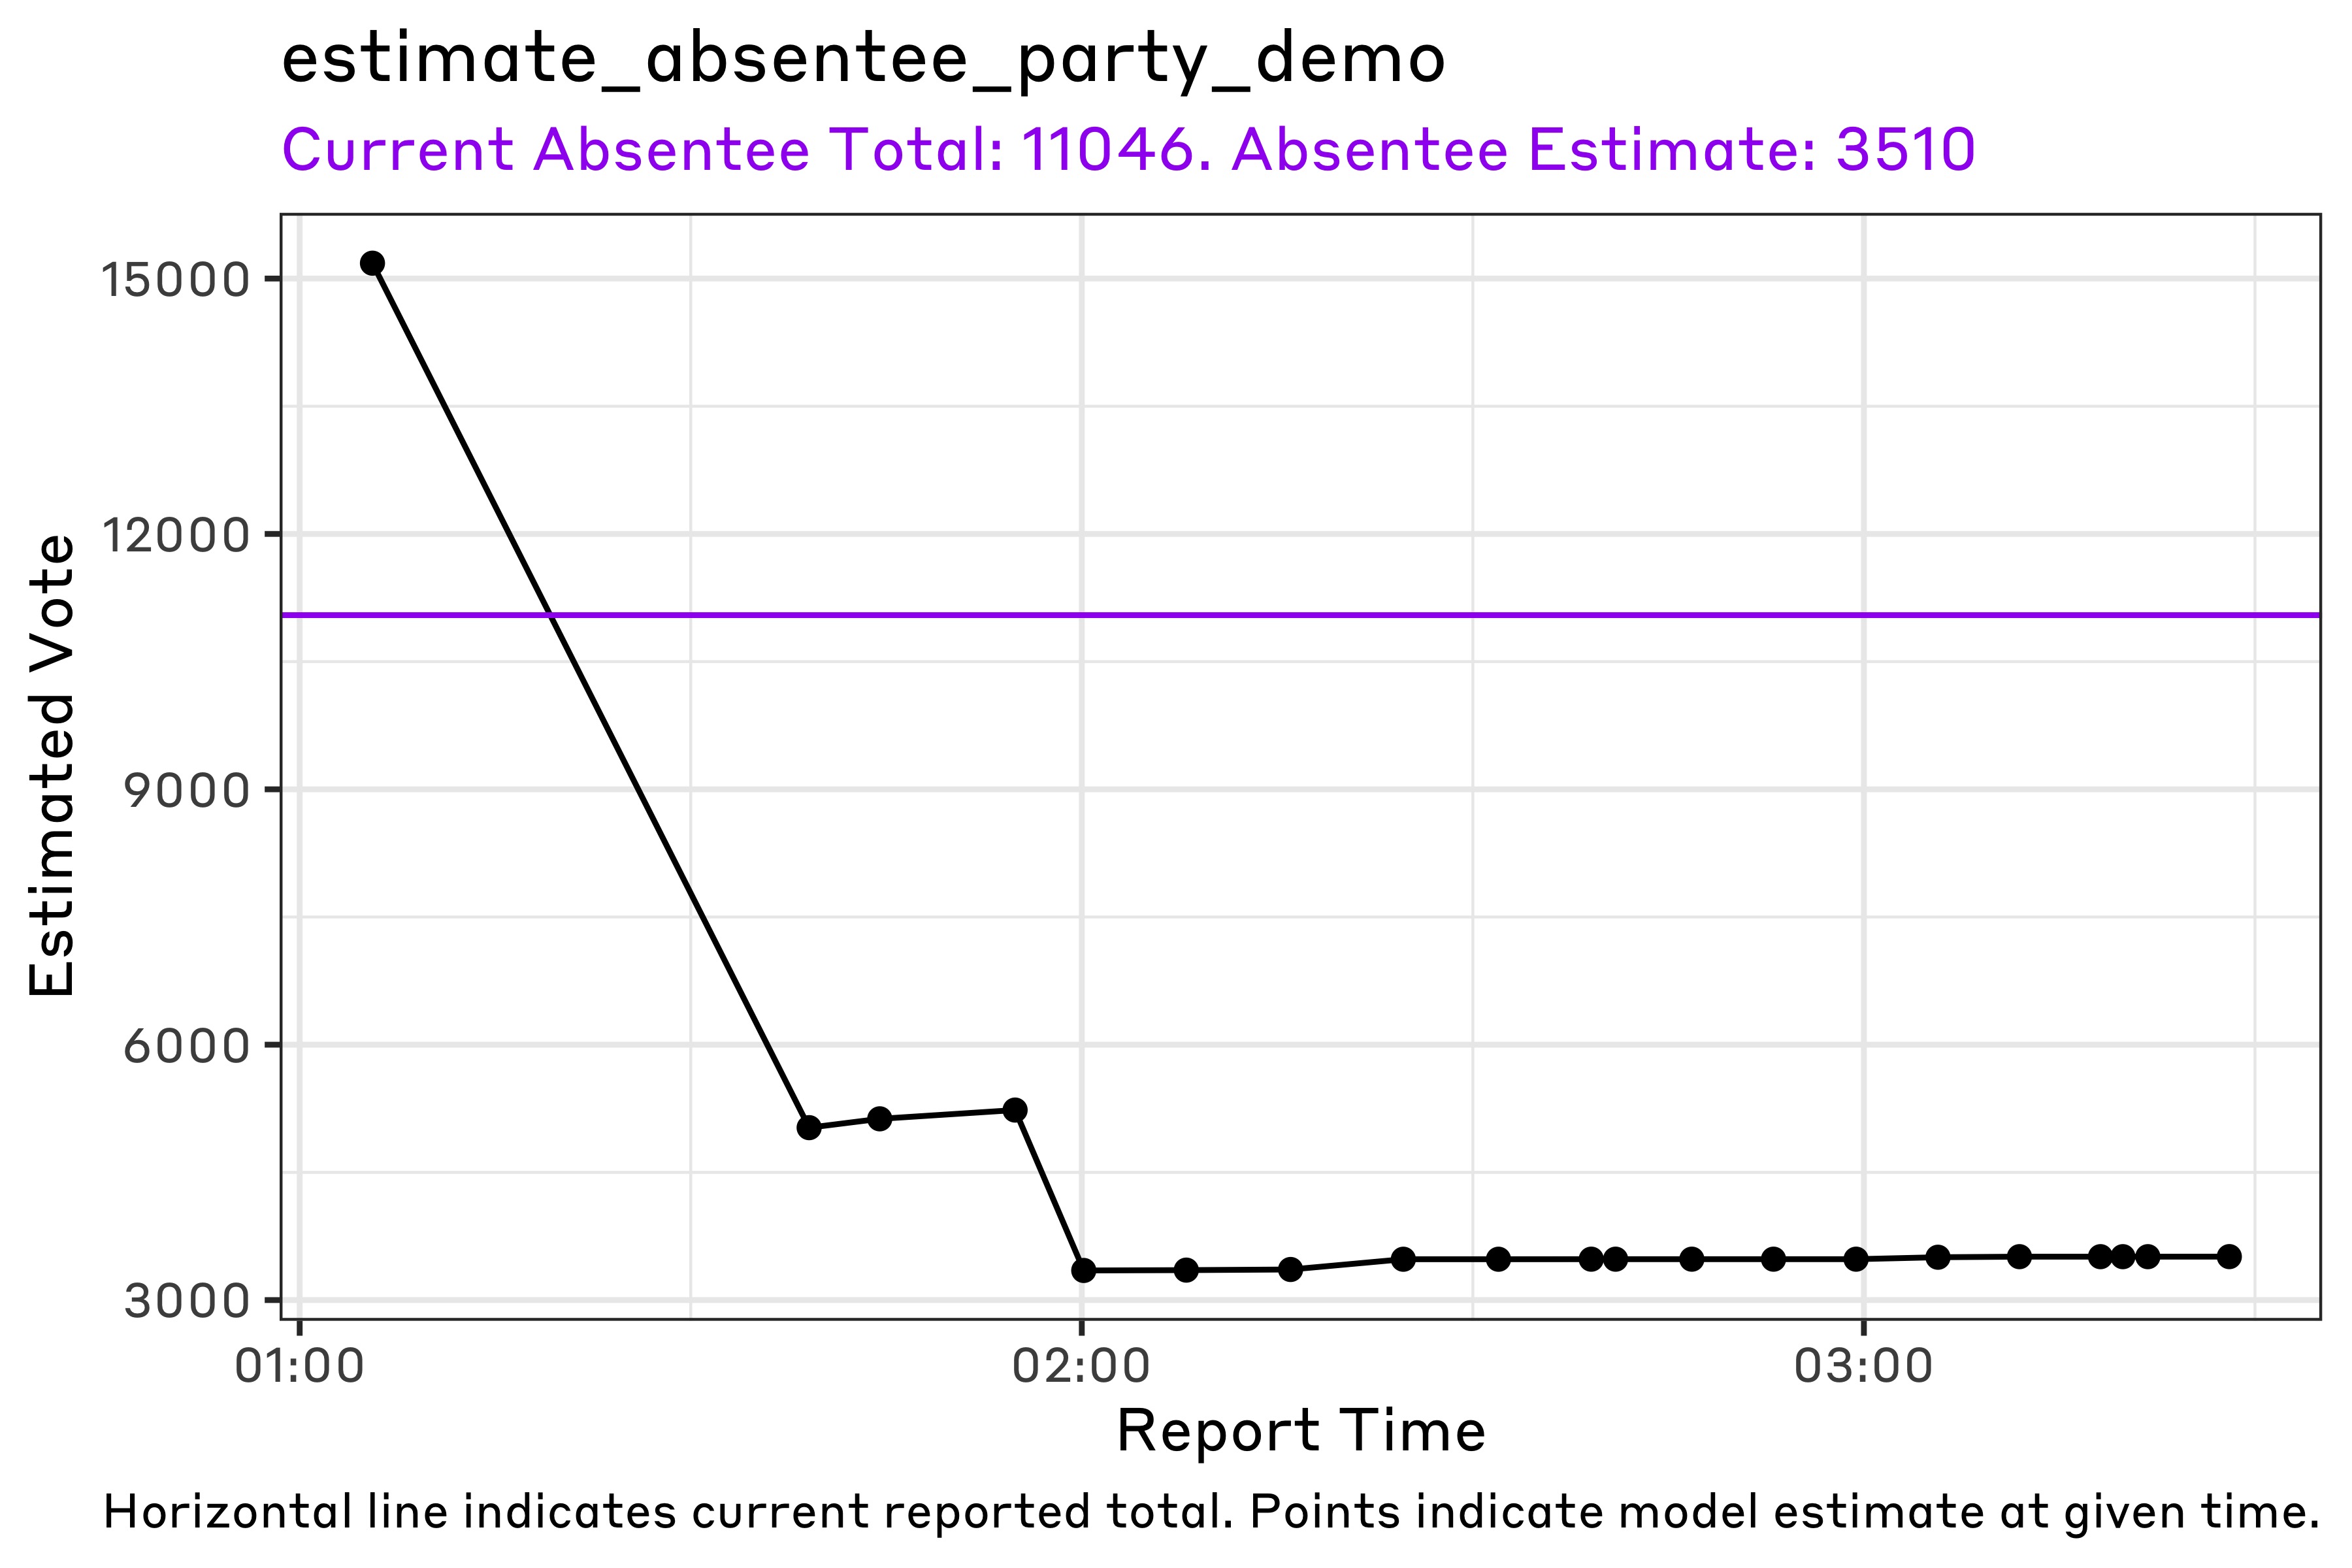 estimate_absentee_party_demo
Current Absentee Total: 11046. Absentee Estimate: 3510
Estimated Vote
15000
12000
9000
6000
3000
01:00 02:00 03:00
Report Time
Horizontal line indicates current reported total. Points indicate model estimate at given time.